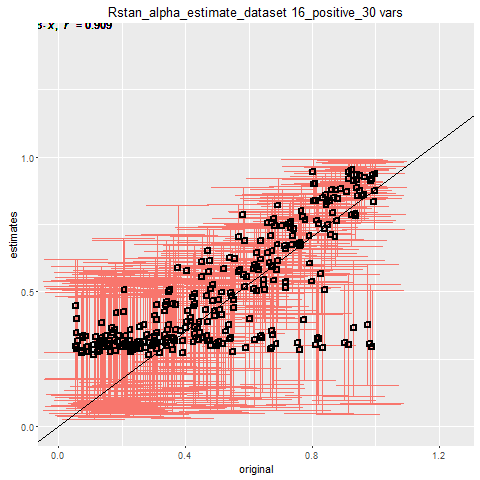 Rstan_alpha_estimate_dataset 16_positive_30 vars
x, r = 0.909
estimates
1.0
0.5
0.0
0.0
0.4
0.8
1.2
original